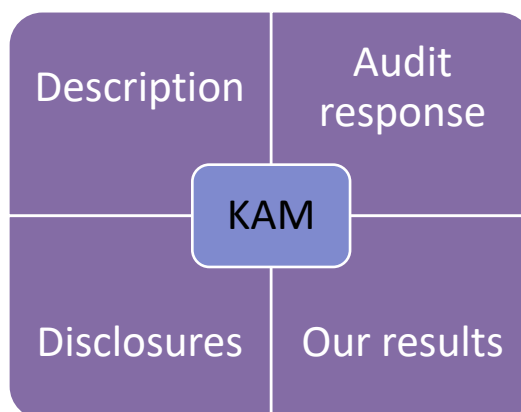 Description
Audit
response
KAM
Disclosures
Our results